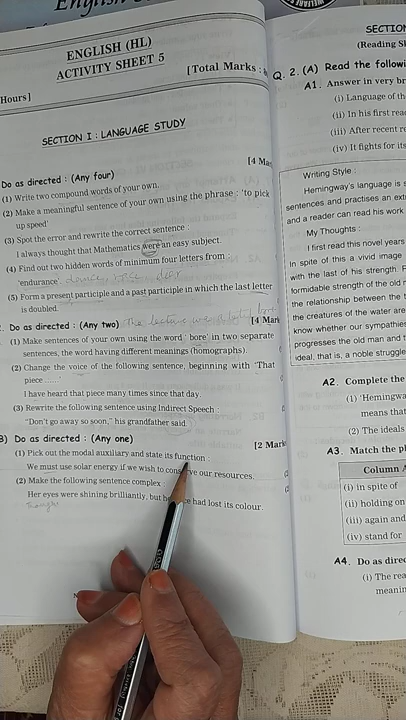 English
ENGLISH (HL)
ACTIVITY SHEET 5
Hours]
[Total Marks :
SECTION I : LANGUAGE STUDY
[4 Mar
Do as directed : (Any four)
(1) Write two compound words of your own.
(2) Make a meaningful sentence of your own using the phrase : 'to pick
up speed'
(3) Spot the error and rewrite the correct sentence :
I always thought that Mathematics were an easy subject.
(4) Find out two hidden words of minimum four letters from :
'endurance'
(5) Form a present participle and a past participle in which the last letter
is doubled.
Do as directed : (Any two)
[4 Mark
(1) Make sentences of your own using the word ' bore' in two separate
sentences, the word having different meanings (homographs).
(2) Change the voice of the following sentence, beginning with 'That
piece ......'
I have heard that piece many times since that day.
(3) Rewrite the following sentence using Indirect Speech :
"Don't go away so soon," his grandfather said.
3) Do as directed : (Any one)
[2 Mark
(1) Pick out the modal auxiliary and state its function :
We must use solar energy if we wish to conserve our resources.
(2) Make the following sentence complex :
Her eyes were shining brilliantly, but her had lost its colour.
SECTION
(Reading S
Q. 2. (A) Read the followi
A1. Answer in very br
(i) Language of th
(ii) In his first rea
(iii) After recent r
(iv) It fights for its
Writing Style :
Hemingway's language is s
sentences and practises an ext
and a reader can read his work
My Thoughts :
I first read this novel years
In spite of this a vivid image
with the last of his strength. F
formidable strength of the old r
the relationship between the
the creatures of the water are
know whether our sympathies
progresses the old man and t
ideal, that is, a noble struggle
A2. Complete the
(1) 'Hemingwa
means that
(2) The ideals
A3. Match the p
Column A
(i) in spite of
(ii) holding on
(iii) again and
(iv) stand for
A4. Do as direc
(i) The rea
meanin